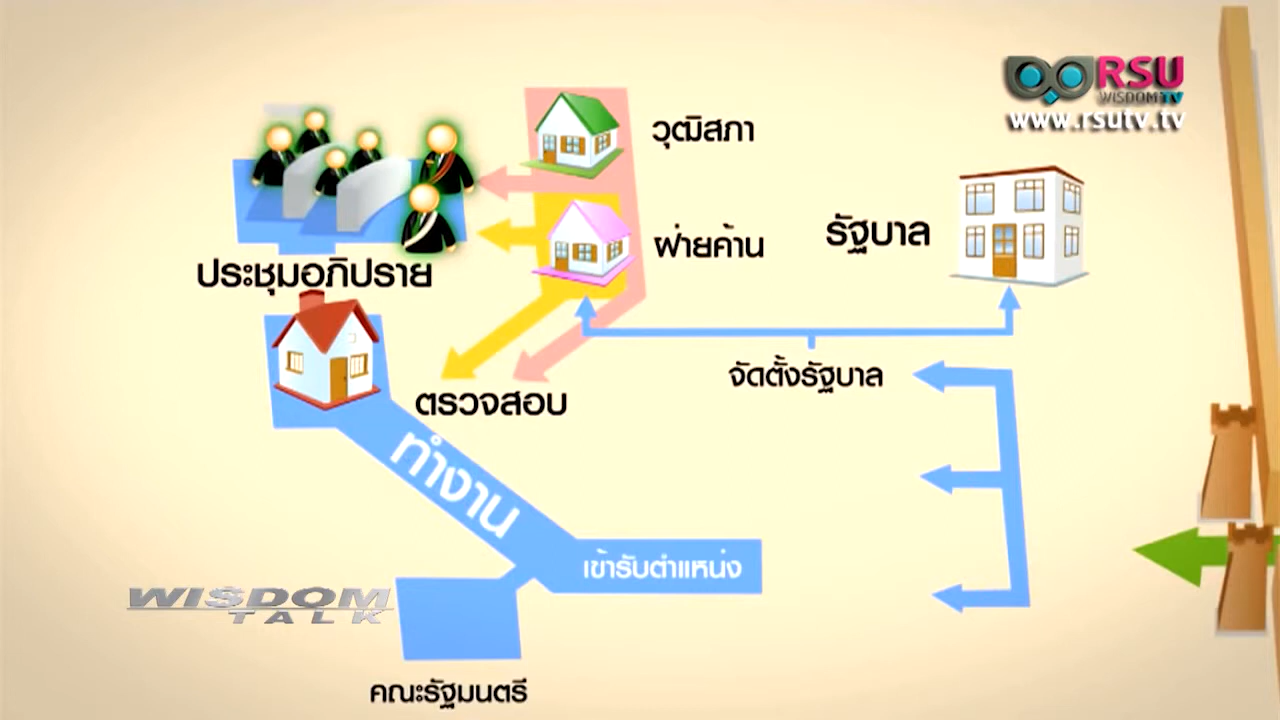 RSU
WISDOM TV
www.rsutv.tv
วุฒิสภา
ฝ่ายค้าน
รัฐบาล
ประชุมอภิปราย
จัดตั้งรัฐบาล
ตรวจสอบ
ทำงาน
เข้ารับตำแหน่ง
WISDOM
TALK
คณะรัฐมนตรี